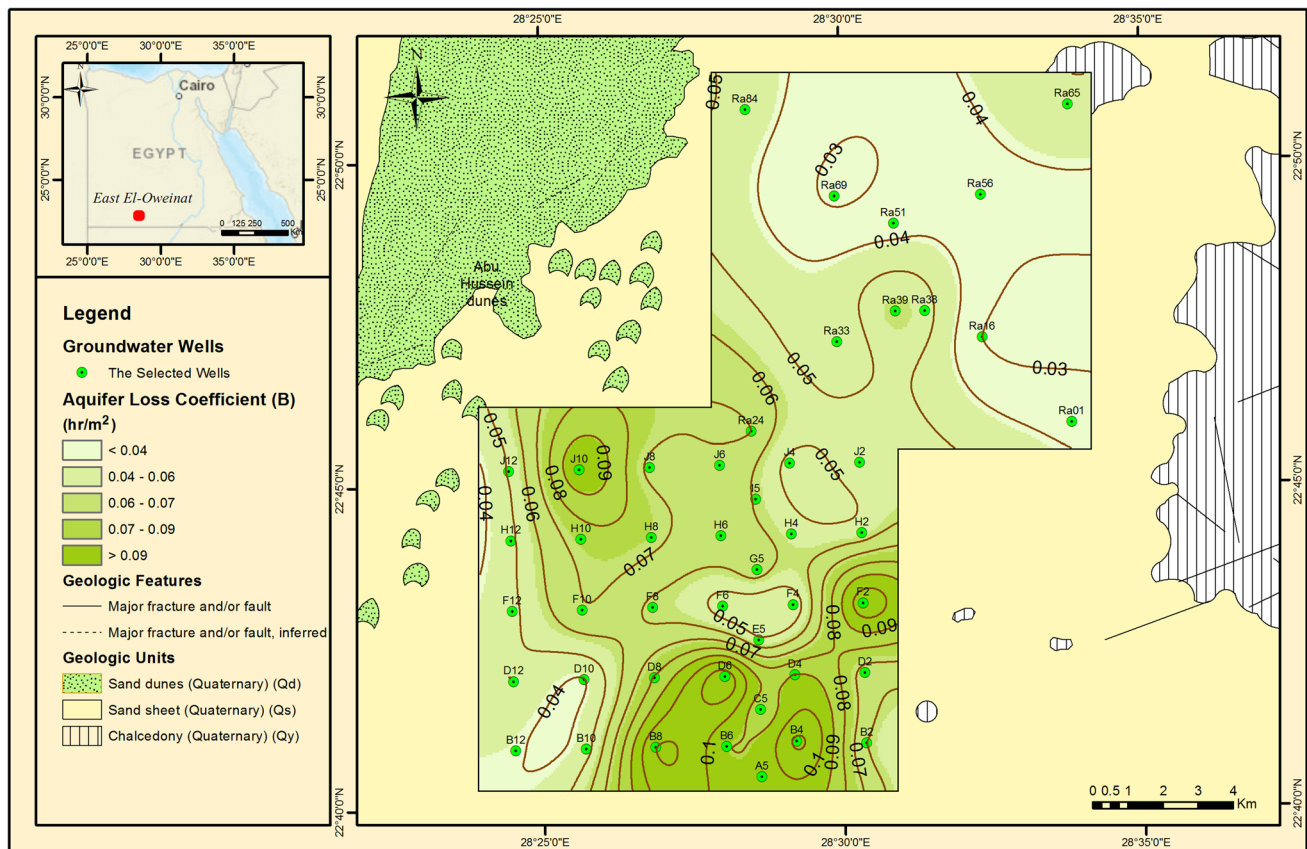 28°25'0"E 28°30'0"E 28°35'0"E
25°0'0"E 30°0'0"E 35°0'0"E
30°0'0"N
25°0'0"N
Cairo
EGYPT
East El-Oweinat
0 125 250 500
Km
25°0'0"E 30°0'0"E 35°0'0"E
30°0'0"N
25°0'0"N
Legend
Groundwater Wells
The Selected Wells
Aquifer Loss Coefficient (B)
(hr/m²)
< 0.04
0.04 - 0.06
0.06 - 0.07
0.07 - 0.09
> 0.09
Geologic Features
Major fracture and/or fault
Major fracture and/or fault, inferred
Geologic Units
Sand dunes (Quaternary) (Qd)
Sand sheet (Quaternary) (Qs)
Chalcedony (Quaternary) (Qy)
N
22°50'0"N
22°45'0"N
22°40'0"N
Abu
Hussein
dunes
0.05
Ra84
0.04
Ra65
0.03
Ra69
Ra56
Ra51
0.04
Ra39 Ra38
Ra33
Ra16
0.05
0.03
0.06
Ra24
Ra01
0.05
J12 J10 J8 J6 J4 J2
0.09
0.08
0.05
0.04
0.06
I5
H12 H10 H8 H6 H4 H2
0.07
G5
F12 F10 F8 F6 F4 F2
0.05
0.08
0.09
E5
0.07
D12 D10 D8 D6 D4 D2
0.04
0.08
C5
B12 B10 B8 B6 B4 B2
0.1
0.1
0.09
0.07
A5
0 0.5 1 2 3 4
Km
22°50'0"N
22°45'0"N
22°40'0"N
28°25'0"E 28°30'0"E 28°35'0"E